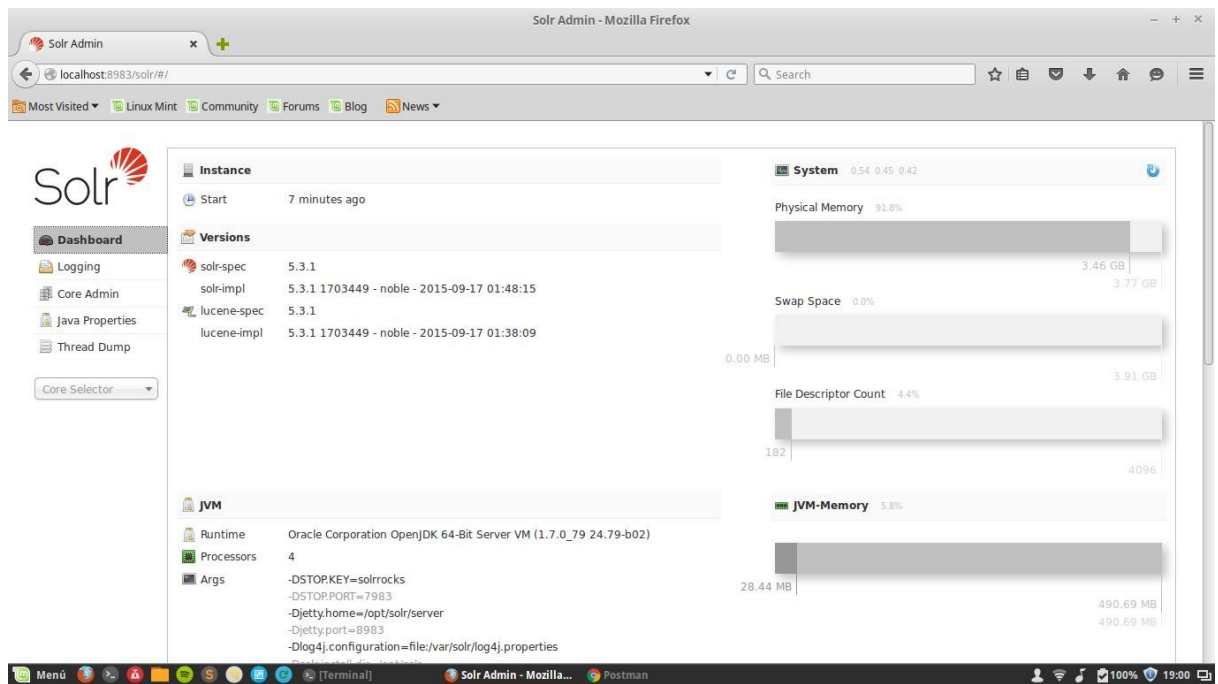 Solr Admin - Mozilla Firefox
Solr Admin
localhost:8983/solr/#/
Search
Most Visited
Linux Mint
Community
Forums
Blog
News
Solr
Dashboard
Logging
Core Admin
Java Properties
Thread Dump
Core Selector
Instance
Start 7 minutes ago
Versions
solr-spec 5.3.1
solr-impl 5.3.1 1703449 - noble - 2015-09-17 01:48:15
lucene-spec 5.3.1
lucene-impl 5.3.1 1703449 - noble - 2015-09-17 01:38:09
JVM
Runtime Oracle Corporation OpenJDK 64-Bit Server VM (1.7.0_79 24.79-b02)
Processors 4
Args -DSTOP.KEY=solrrocks
-DSTOP.PORT=7983
-Djetty.home=/opt/solr/server
-Djetty.port=8983
-Dlog4j.configuration=file:/var/solr/log4j.properties
System 0.54 0.45 0.42
Physical Memory 91.8%
3.46 GB
3.77 GB
Swap Space 0.0%
0.00 MB
3.91 GB
File Descriptor Count 4.4%
182
4096
JVM-Memory 5.8%
28.44 MB
490.69 MB
490.69 MB
Menú
[Terminal]
Solr Admin - Mozilla...
Postman
100%
19:00